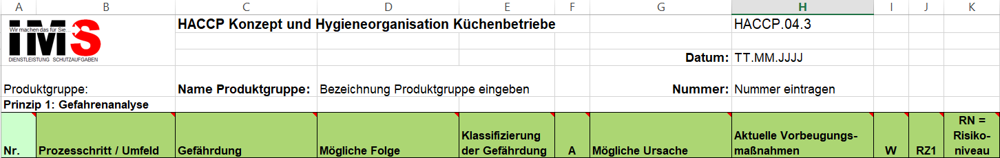 A B C D E F G H I J K
Wir machen das für Sie...
IMS
DIENSTLEISTUNG SCHUTZAUFGABEN
HACCP Konzept und Hygieneorganisation Küchenbetriebe HACCP.04.3
Datum: TT.MM.JJJJ
Produktgruppe: Name Produktgruppe: Bezeichnung Produktgruppe eingeben Nummer: Nummer eintragen
Prinzip 1: Gefahrenanalyse
Nr.
Prozesschritt / Umfeld
Gefährdung
Mögliche Folge
Klassifizierung
der Gefährdung
A
Mögliche Ursache
Aktuelle Vorbeugungs-
maßnahmen
W
RZ1
RN =
Risiko-
niveau